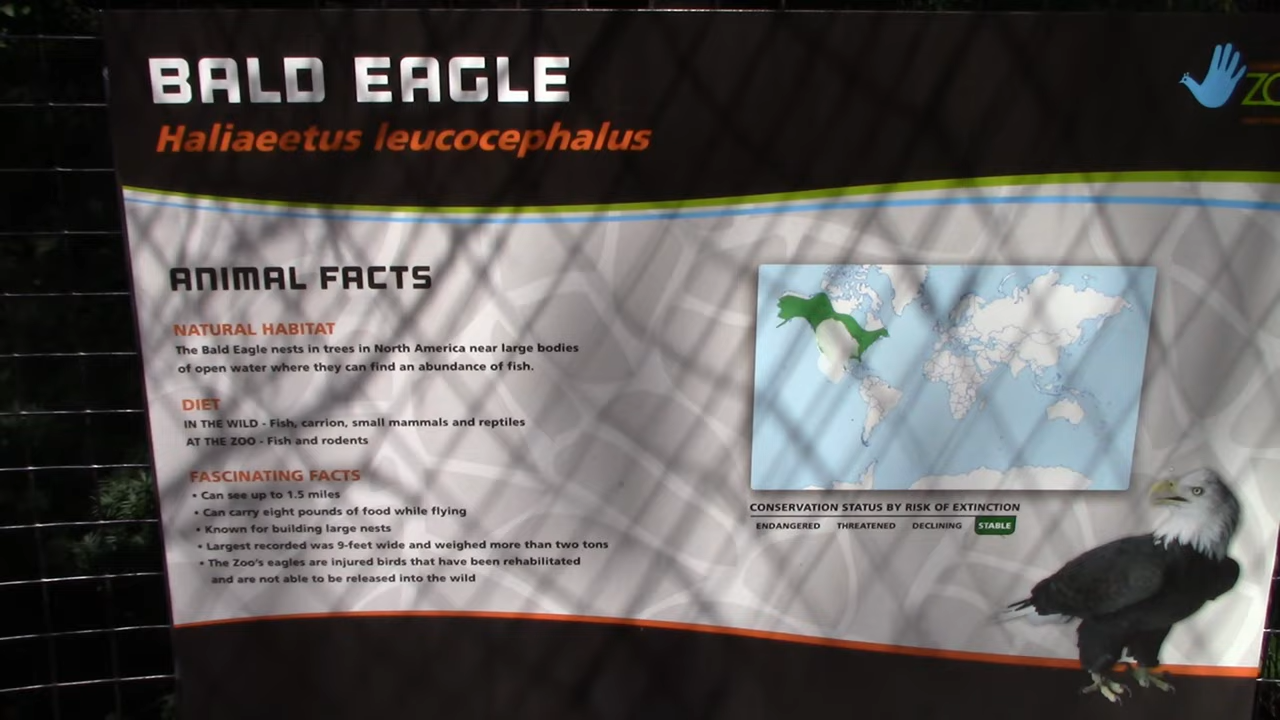 BALD EAGLE
Haliaeetus leucocephalus
ANIMAL FACTS
NATURAL HABITAT
The Bald Eagle nests in trees in North America near large bodies
of open water where they can find an abundance of fish.
DIET
IN THE WILD - Fish, carrion, small mammals and reptiles
AT THE ZOO - Fish and rodents
FASCINATING FACTS
• Can see up to 1.5 miles
• Can carry eight pounds of food while flying
• Known for building large nests
• Largest recorded was 9-feet wide and weighed more than two tons
• The Zoo's eagles are injured birds that have been rehabilitated
and are not able to be released into the wild
CONSERVATION STATUS BY RISK OF EXTINCTION
ENDANGERED THREATENED DECLINING STABLE